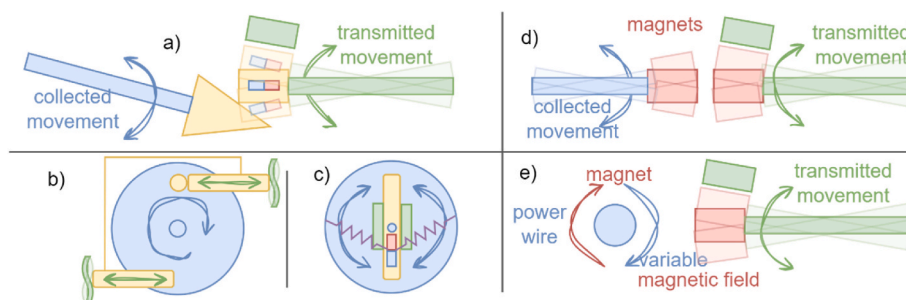 a)
transmitted
movement
collected
movement
d)
magnets
transmitted
movement
collected
movement
b)
c)
e)
magnet
power
wire
variable
magnetic field
transmitted
movement